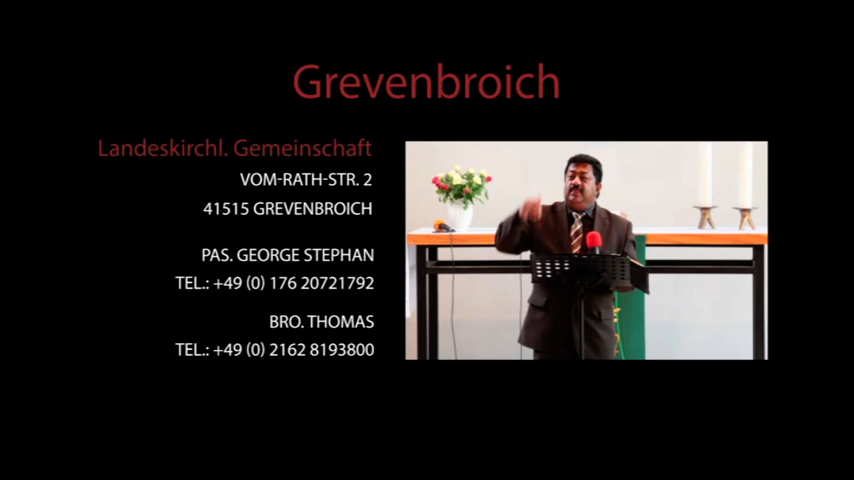 Grevenbroich
Landeskirchl. Gemeinschaft
VOM-RATH-STR. 2
41515 GREVENBROICH
PAS. GEORGE STEPHAN
TEL.: +49 (0) 176 20721792
BRO. THOMAS
TEL.: +49 (0) 2162 8193800